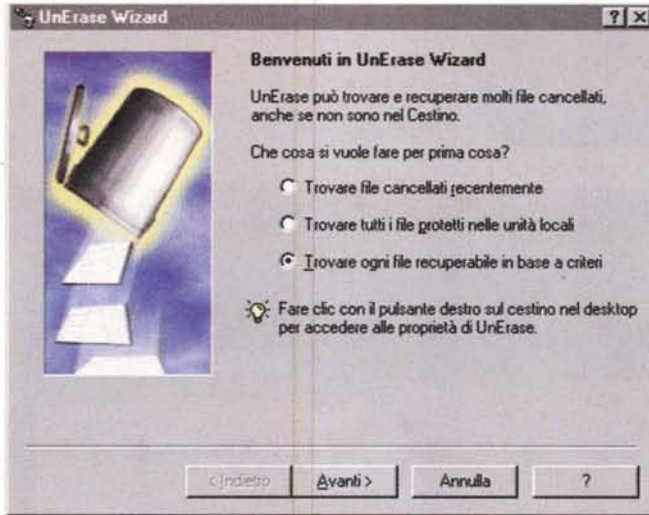 UnErase Wizard
Benvenuti in UnErase Wizard
UnErase può trovare e recuperare molti file cancellati,
anche se non sono nel Cestino.
Che cosa si vuole fare per prima cosa?
Trovare file cancellati recentemente
Trovare tutti i file protetti nelle unità locali
Trovare ogni file recuperabile in base a criteri
Fare clic con il pulsante destro sul cestino nel desktop
per accedere alle proprietà di UnErase.
< Indietro
Avanti >
Annulla
?